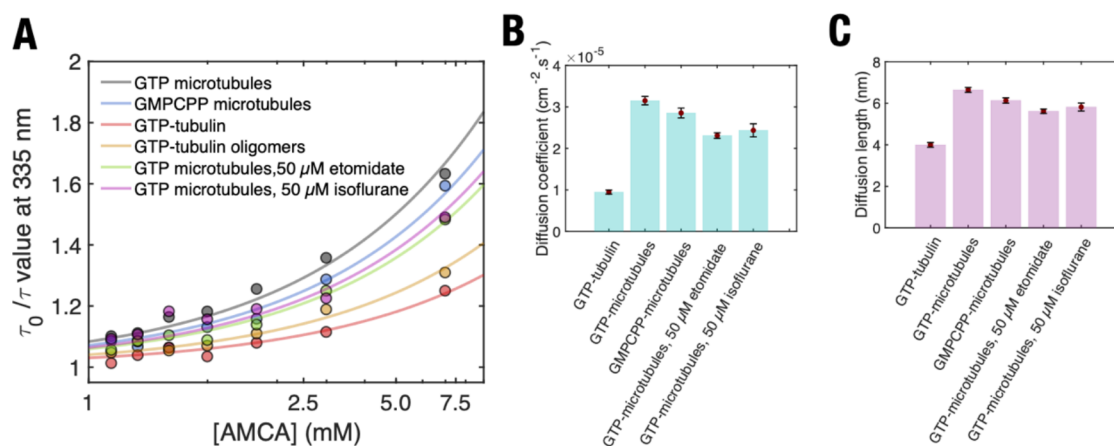 A
τ0/τ value at 335 nm
2
1.8
1.6
1.4
1.2
1
GTP microtubules
GMPCPP microtubules
GTP-tubulin
GTP-tubulin oligomers
GTP microtubules,50 μM etomidate
GTP microtubules, 50 μM isoflurane
1
2.5
5.0
7.5
[AMCA] (mM)
B
Diffusion coefficient (cm-2.s-1)
×10-5
4
3
2
1
0
GTP-tubulin
GTP-microtubules
GMPCPP-microtubules
GTP-microtubules, 50 μM etomidate
GTP-microtubules, 50 μM isoflurane
C
Diffusion length (nm)
8
6
4
2
0
GTP-tubulin
GTP-microtubules
GMPCPP-microtubules
GTP-microtubules, 50 μM etomidate
GTP-microtubules, 50 μM isoflurane